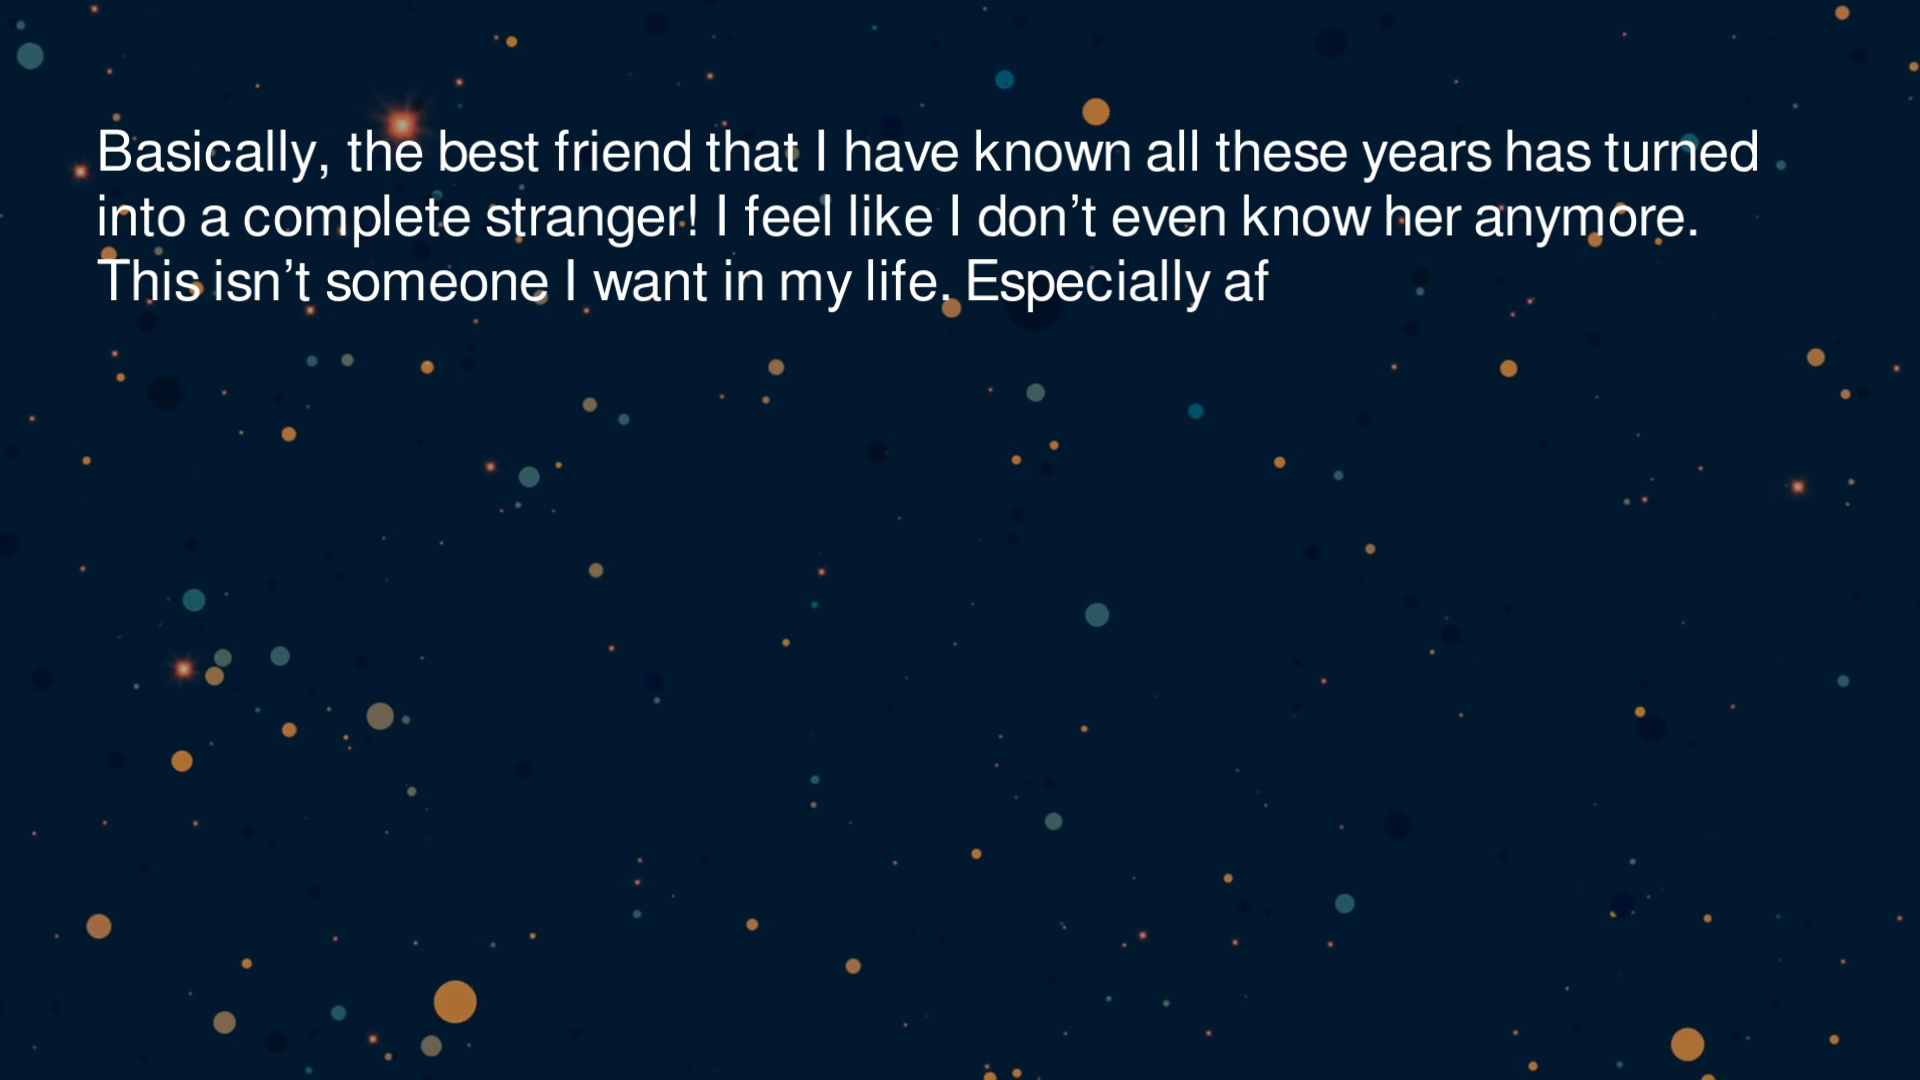 Basically, the best friend that I have known all these years has turned
into a complete stranger! I feel like I don’t even know her anymore.
This isn’t someone I want in my life. Especially af